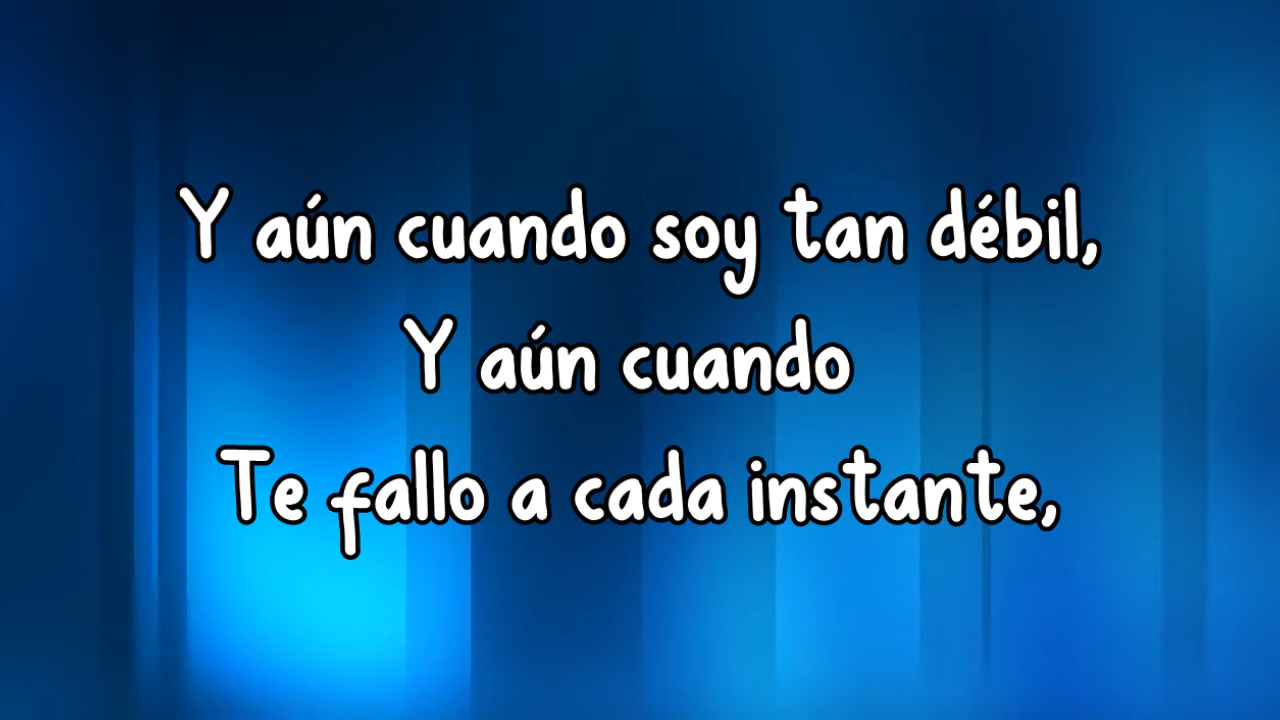 Y aún cuando soy tan débil,
Y aún cuando
Te fallo a cada instante,